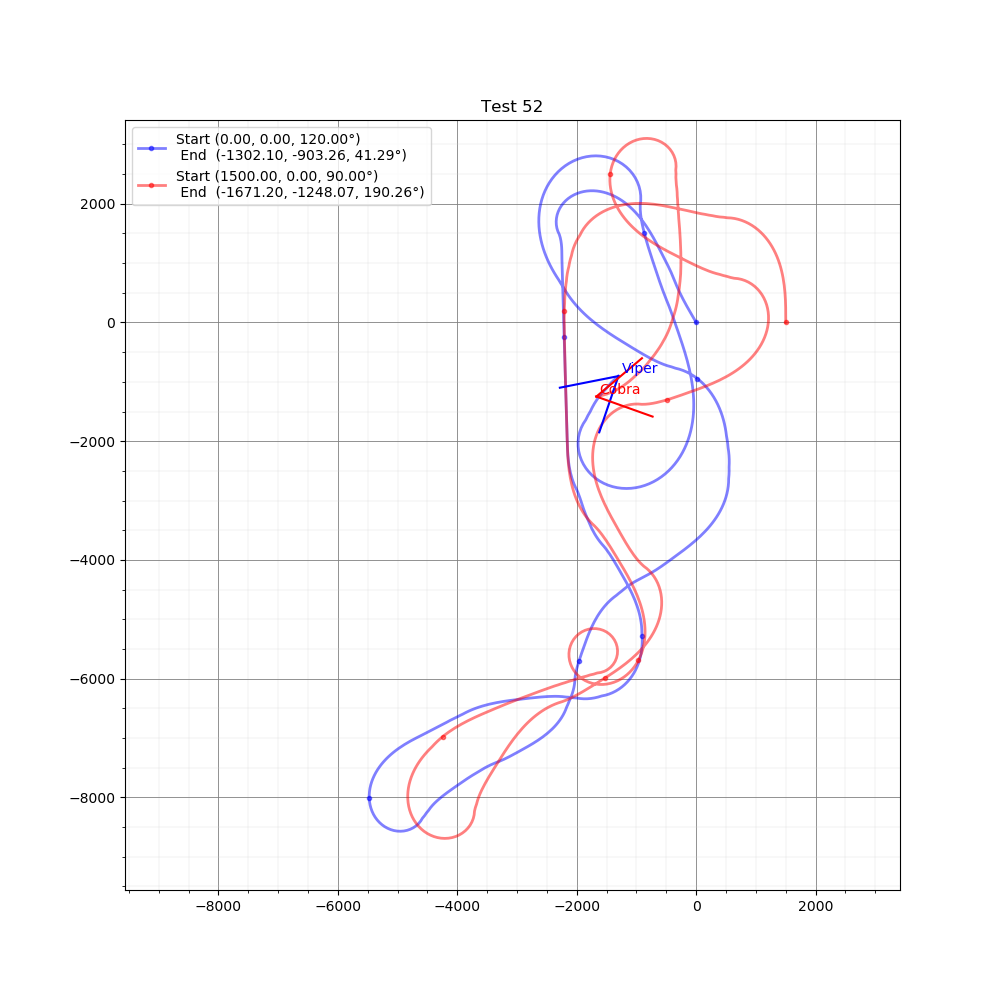 Test 52
Start (0.00, 0.00, 120.00°)
End (-1302.10, -903.26, 41.29°)
Start (1500.00, 0.00, 90.00°)
End (-1671.20, -1248.07, 190.26°)
2000
0
−2000
−4000
−6000
−8000
Viper
Cobra
−8000 −6000 −4000 −2000 0 2000